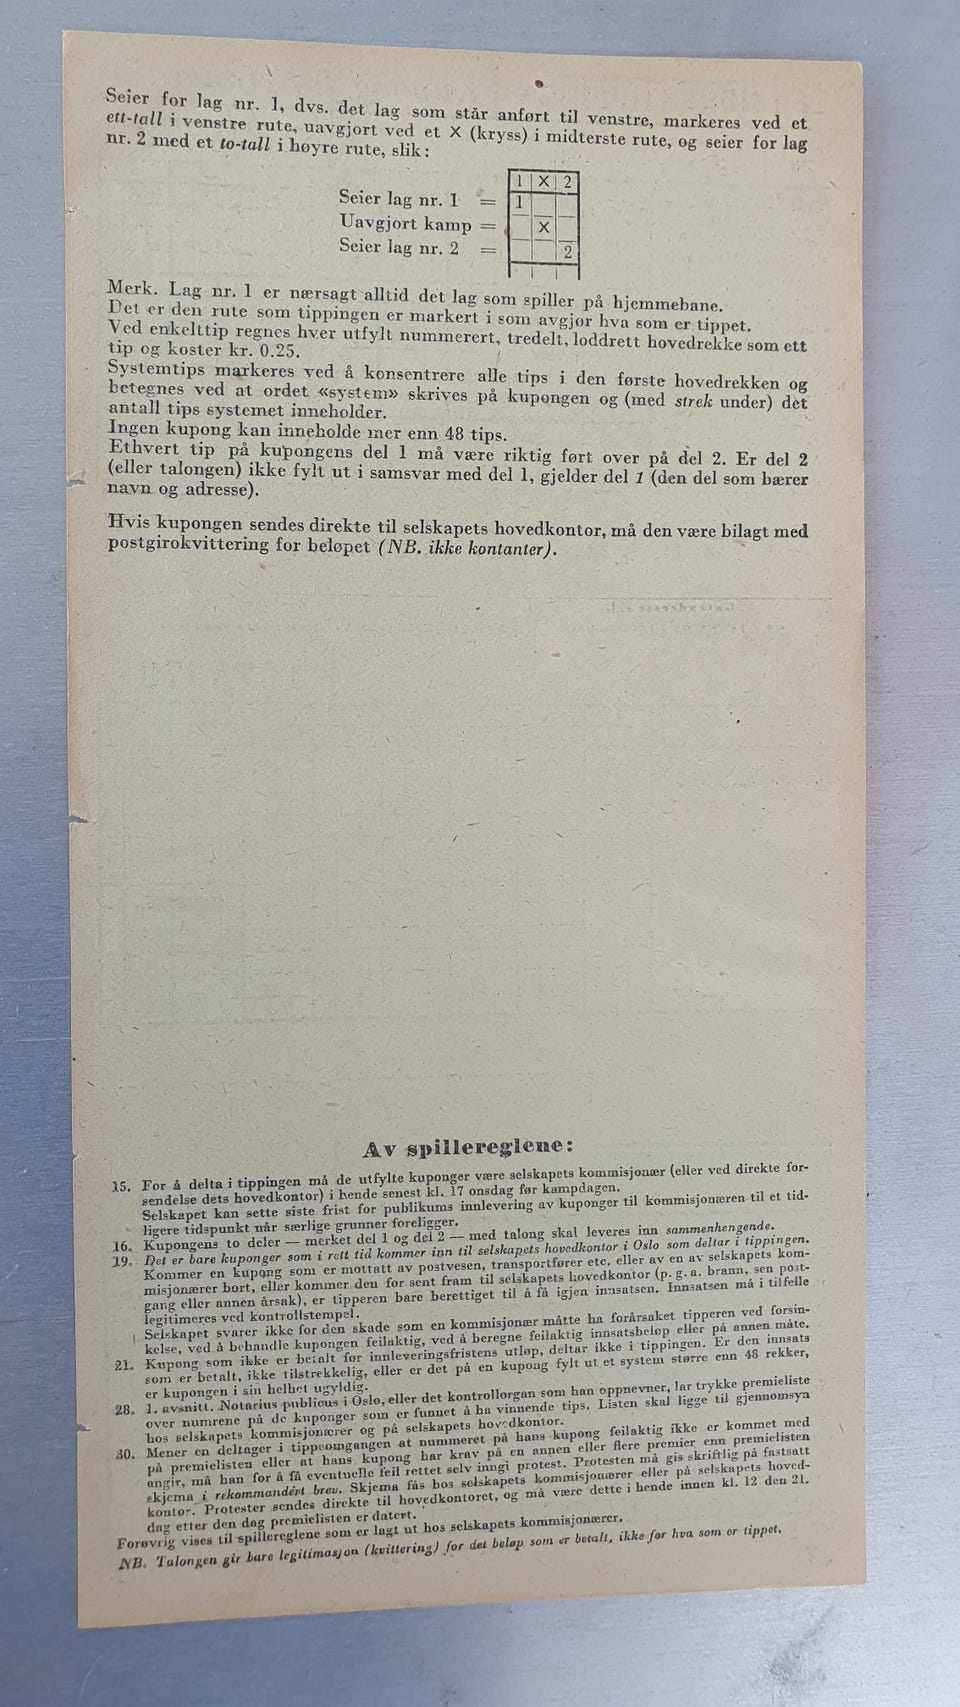 Seier for lag nr. 1, dvs. det lag som står anført til venstre, markeres ved et
ett-tall i venstre rute, uavgjort ved et X (kryss) i midterste rute, og seier for lag
nr. 2 med et to-tall i høyre rute, slik:
1 X 2
Seier lag nr. 1 = 1
Uavgjort kamp = X
Seier lag nr. 2 = 2
Merk. Lag nr. 1 er nærsagt alltid det lag som spiller på hjemmebane.
Det er den rute som tippingen er markert i som avgjør hva som er tippet.
Ved enkelttip regnes hver utfylt nummerert, tredelt, loddrett hovedrekke som ett
tip og koster kr. 0.25.
Systemtips markeres ved å konsentrere alle tips i den første hovedrekken og
betegnes ved at ordet «system» skrives på kupongen og (med strek under) det
antall tips systemet inneholder.
Ingen kupong kan inneholde mer enn 48 tips.
Ethvert tip på kupongens del 1 må være riktig ført over på del 2. Er del 2
(eller talongen) ikke fylt ut i samsvar med del 1, gjelder del 1 (den del som bærer
navn og adresse).
Hvis kupongen sendes direkte til selskapets hovedkontor, må den være bilagt med
postgirokvittering for beløpet (NB. ikke kontanter).
Av spillereglene:
15. For å delta i tippingen må de utfylte kuponger være selskapets kommisjonær (eller ved direkte for-
sendelse dets hovedkontor) i hende senest kl. 17 onsdag før kampdagen.
Selskapet kan sette siste frist for publikums innlevering av kuponger til kommisjonæren til et tid-
ligere tidspunkt når særlige grunner foreligger.
16. Kupongens to deler — merket del 1 og del 2 — med talong skal leveres inn sammenhengende.
19. Det er bare kuponger som i rett tid kommer inn til selskapets hovedkontor i Oslo som deltar i tippingen.
Kommer en kupong som er mottatt av postvesen, transportfører etc. eller av en av selskapets kom-
misjonærer bort, eller kommer den for sent fram til selskapets hovedkontor (p. g. a. brann, sen post-
gang eller annen årsak), er tipperen bare berettiget til å få igjen innsatsen. Innsatsen må i tilfelle
legitimeres ved kontrollstempel.
Selskapet svarer ikke for den skade som en kommisjonær måtte ha forårsaket tipperen ved forsin-
kelse, ved å behandle kupongen feilaktig, ved å beregne feilaktig innsatsbeløp eller på annen måte.
21. Kupong som ikke er betalt før innleveringsfristens utløp, deltar ikke i tippingen. Er den innsats
som er betalt, ikke tilstrekkelig, eller er det på en kupong fylt ut et system større enn 48 rekker,
er kupongen i sin helhet ugyldig.
28. 1. avsnitt. Notarius publicus i Oslo, eller det kontrollorgan som han oppnevner, lar trykke premieliste
over numrene på de kuponger som er funnet å ha vinnende tips. Listen skal ligge til gjennomsyn
hos selskapets kommisjonærer og på selskapets hovedkontor.
30. Mener en deltager i tippeomgangen at nummeret på hans kupong feilaktig ikke er kommet med
på premielisten eller at hans kupong har krav på en annen eller flere premier enn premielisten
angir, må han for å få eventuelle feil rettet selv inngi protest. Protesten må gis skriftlig på fastsatt
skjema i rekommandert brev. Skjema fås hos selskapets kommisjonærer eller på selskapets hoved-
kontor. Protester sendes direkte til hovedkontoret, og må være dette i hende innen kl. 12 den 21.
dag etter den dag premielisten er datert.
Forøvrig vises til spillereglene som er lagt ut hos selskapets kommisjonærer.
NB. Talongen gir bare legitimasjon (kvittering) for det beløp som er betalt, ikke for hva som er tippet.